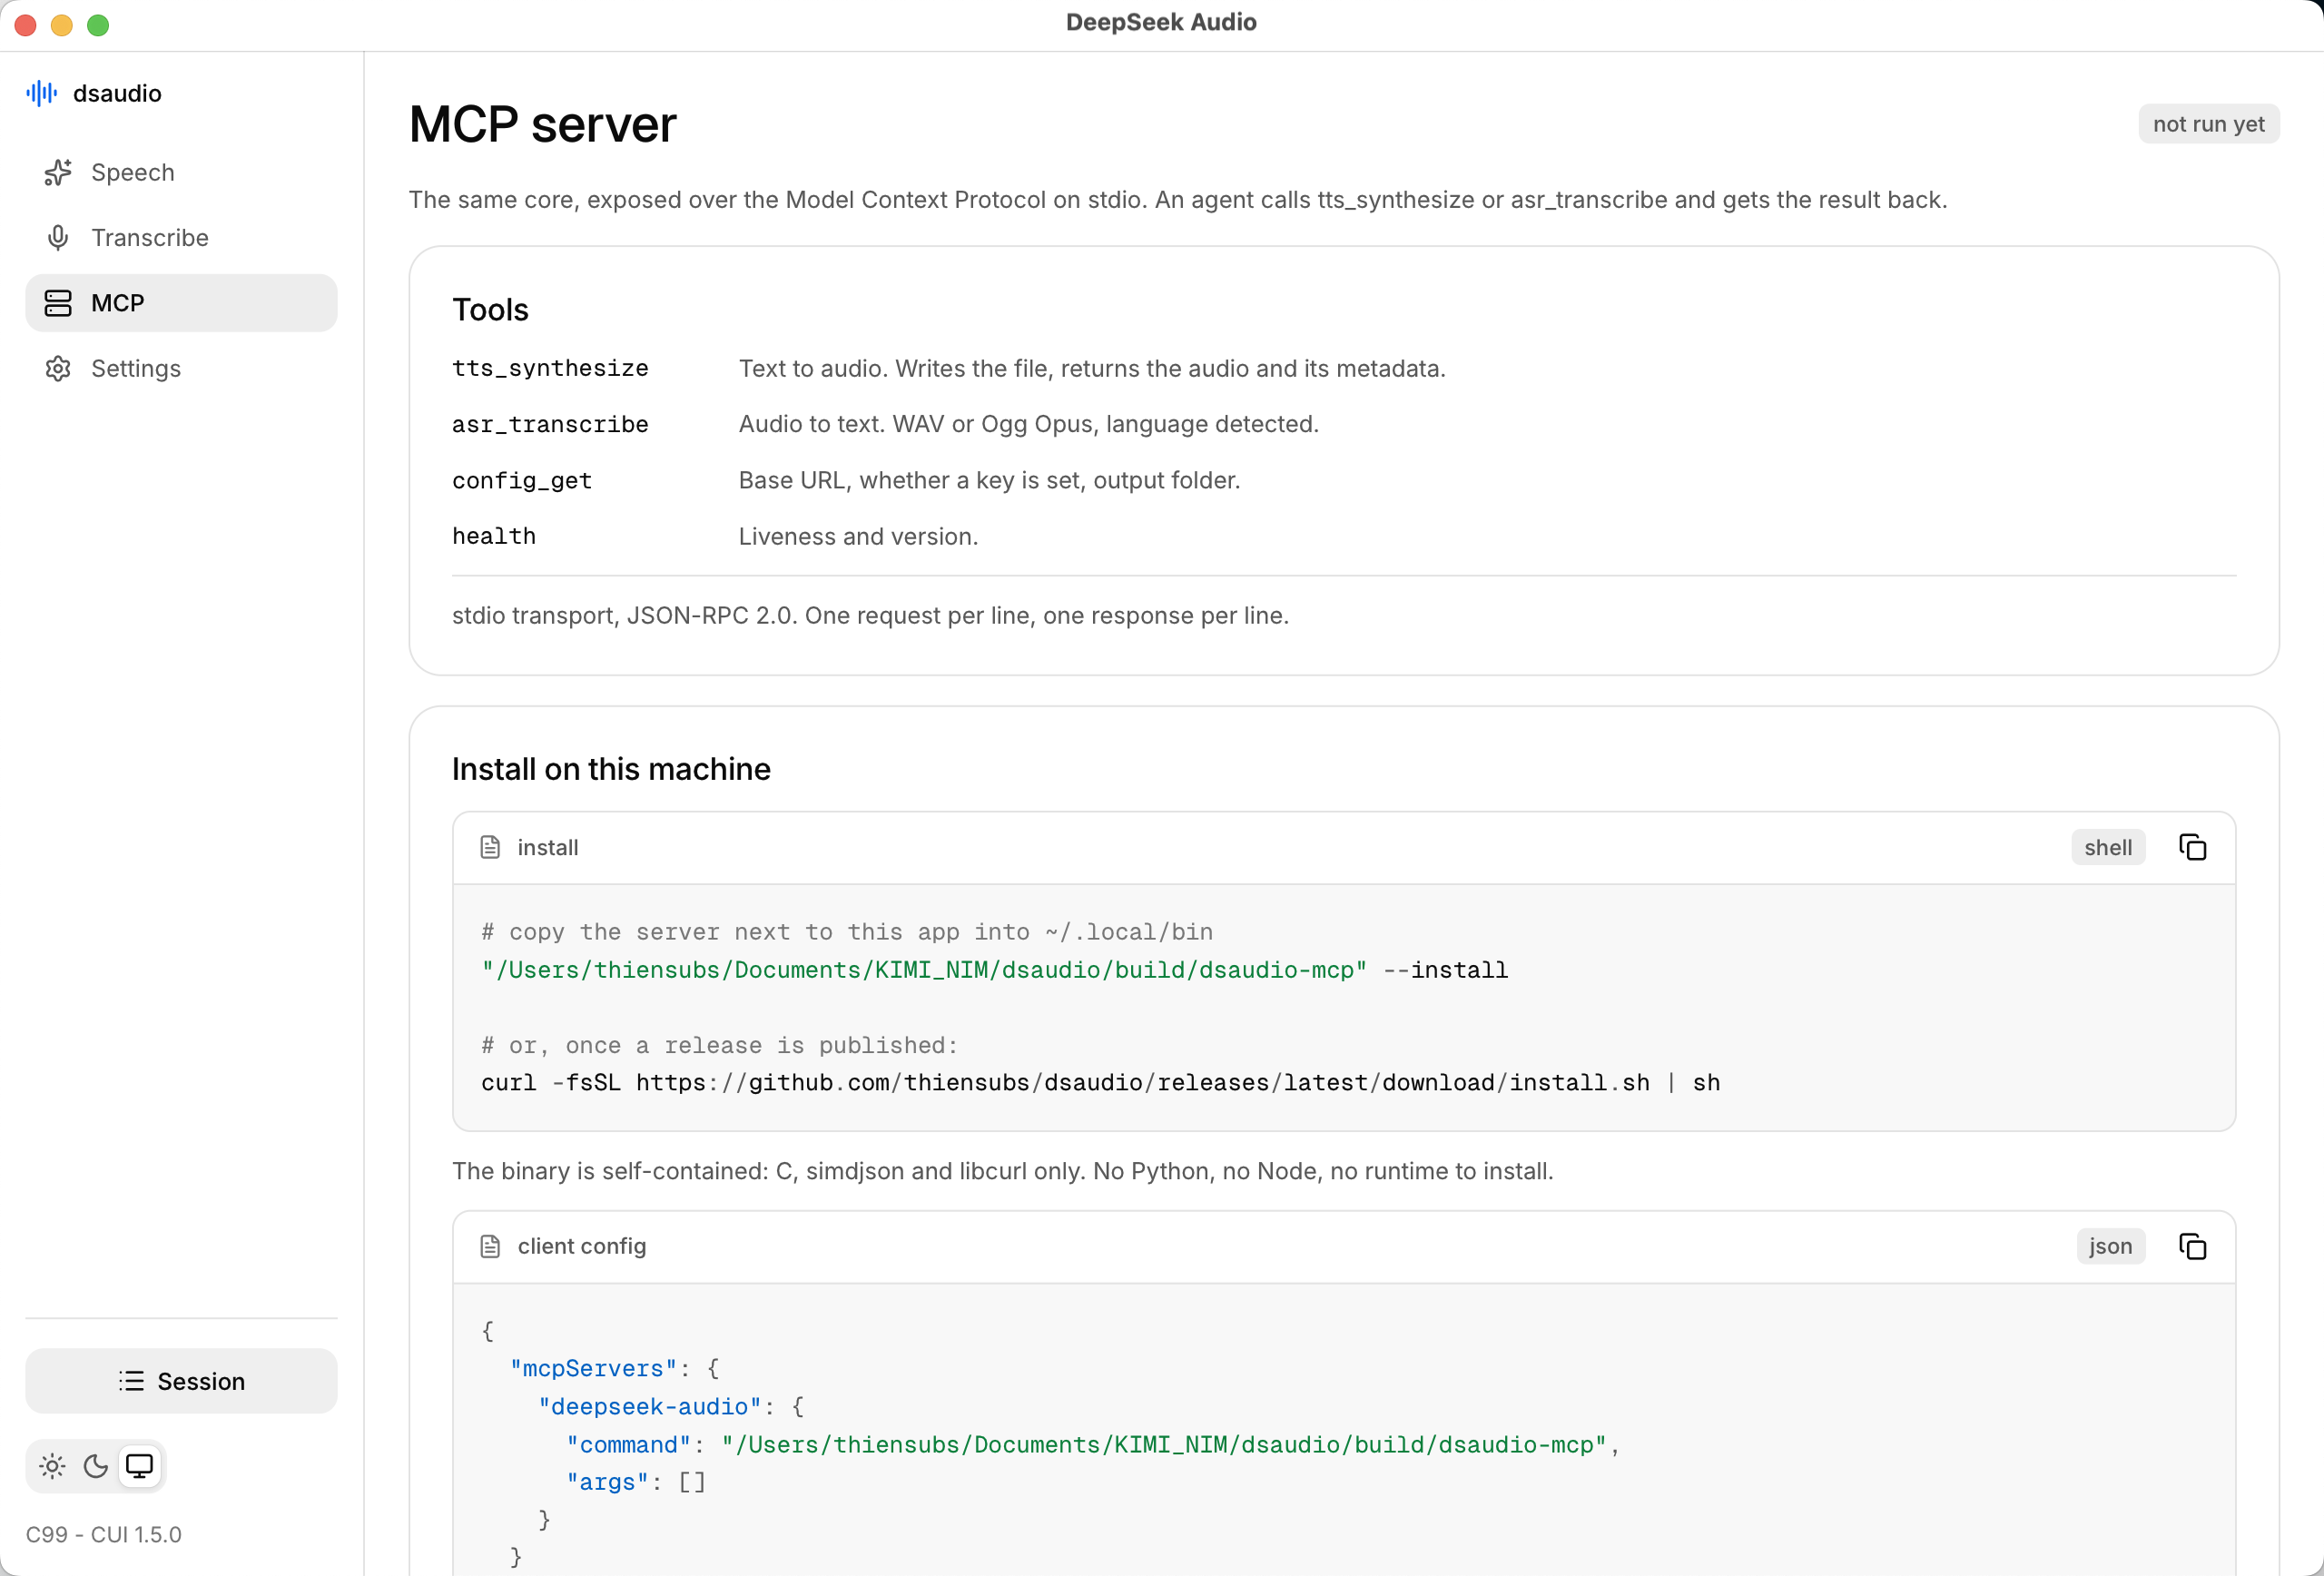 DeepSeek Audio
dsaudio
Speech
Transcribe
MCP
Settings
Session
C99 - CUI 1.5.0
MCP server
not run yet
The same core, exposed over the Model Context Protocol on stdio. An agent calls tts_synthesize or asr_transcribe and gets the result back.
Tools
tts_synthesize Text to audio. Writes the file, returns the audio and its metadata.
asr_transcribe Audio to text. WAV or Ogg Opus, language detected.
config_get Base URL, whether a key is set, output folder.
health Liveness and version.
stdio transport, JSON-RPC 2.0. One request per line, one response per line.
Install on this machine
install shell
# copy the server next to this app into ~/.local/bin
"/Users/thiensubs/Documents/KIMI_NIM/dsaudio/build/dsaudio-mcp" --install
# or, once a release is published:
curl -fsSL https://github.com/thiensubs/dsaudio/releases/latest/download/install.sh | sh
The binary is self-contained: C, simdjson and libcurl only. No Python, no Node, no runtime to install.
client config json
{
  "mcpServers": {
    "deepseek-audio": {
      "command": "/Users/thiensubs/Documents/KIMI_NIM/dsaudio/build/dsaudio-mcp",
      "args": []
    }
  }